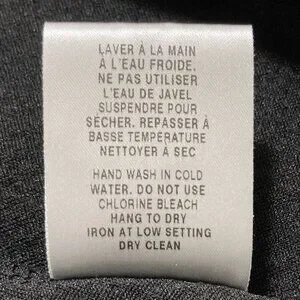 LAVER À LA MAIN
À L'EAU FROIDE.
NE PAS UTILISER
L'EAU DE JAVEL
SUSPENDRE POUR
SÉCHER. REPASSER À
BASSE TEMPÉRATURE
NETTOYER À SEC
HAND WASH IN COLD
WATER. DO NOT USE
CHLORINE BLEACH
HANG TO DRY
IRON AT LOW SETTING
DRY CLEAN